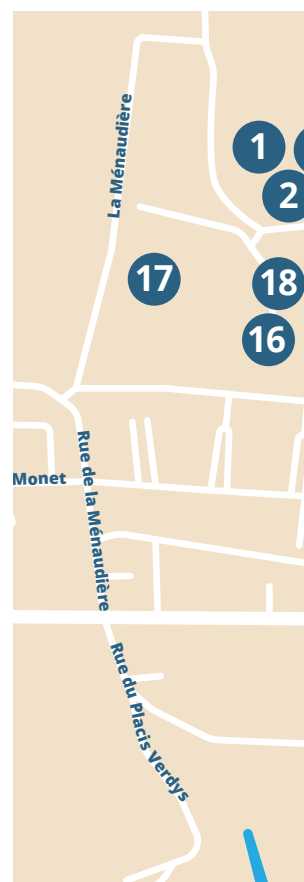 La Ménaudière
1
2
17
18
16
Monet
Rue de la Ménaudière
Rue du Placis Verdys